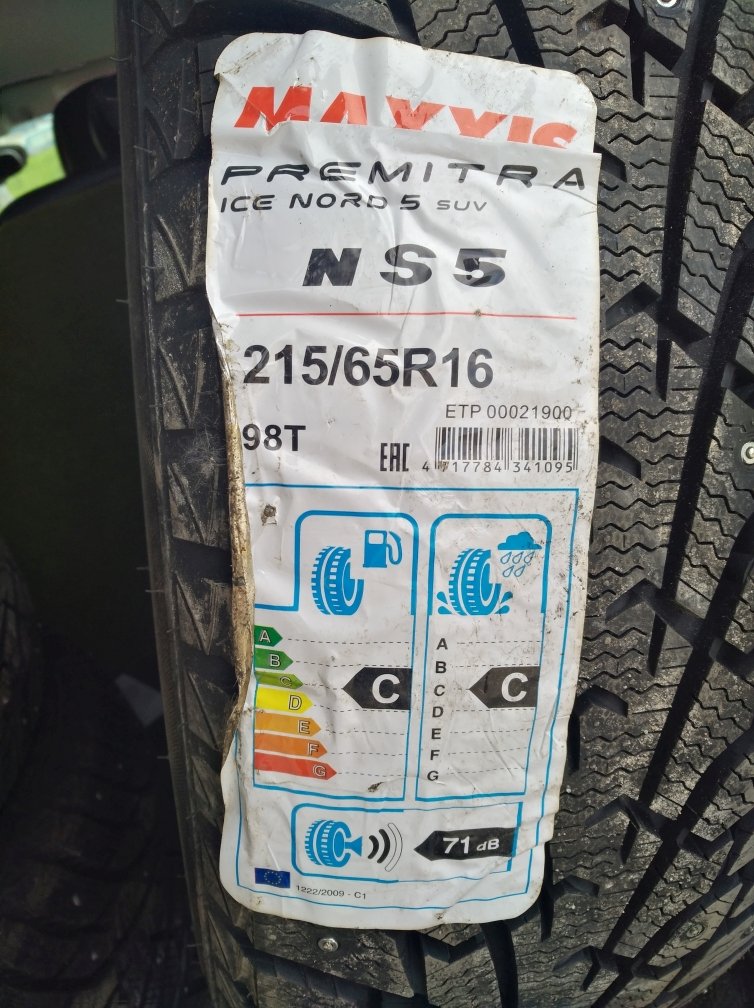 MAXXIS
PREMITRA
ICE NORD 5 SUV
NS5
215/65R16
ETP 00021900
98T
EAC 4 717784 341095
A
B
C
D
E
F
G
C
A
B
C
D
E
F
G
C
71 dB
1222/2009 - C1